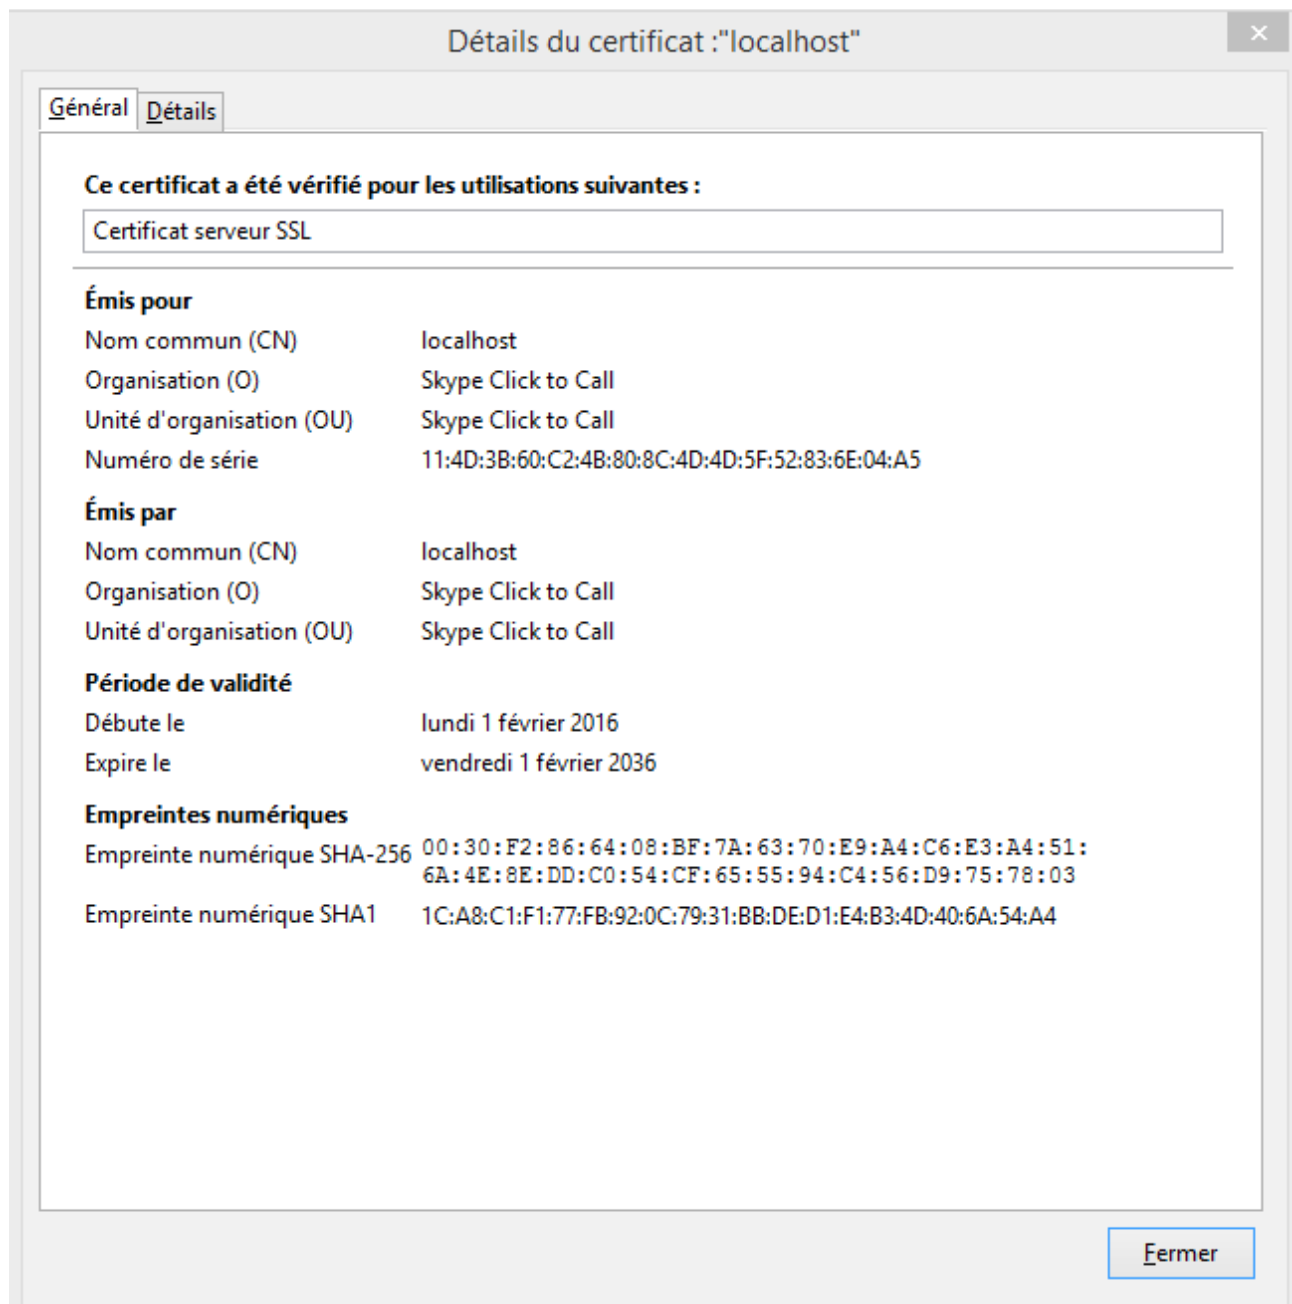 Détails du certificat :"localhost"
Général Détails
Ce certificat a été vérifié pour les utilisations suivantes :
Certificat serveur SSL
Émis pour
Nom commun (CN) localhost
Organisation (O) Skype Click to Call
Unité d'organisation (OU) Skype Click to Call
Numéro de série 11:4D:3B:60:C2:4B:80:8C:4D:4D:5F:52:83:6E:04:A5
Émis par
Nom commun (CN) localhost
Organisation (O) Skype Click to Call
Unité d'organisation (OU) Skype Click to Call
Période de validité
Débute le lundi 1 février 2016
Expire le vendredi 1 février 2036
Empreintes numériques
Empreinte numérique SHA-256 00:30:F2:86:64:08:BF:7A:63:70:E9:A4:C6:E3:A4:51:
6A:4E:8E:DD:C0:54:CF:65:55:94:C4:56:D9:75:78:03
Empreinte numérique SHA1 1C:A8:C1:F1:77:FB:92:0C:79:31:BB:DE:D1:E4:B3:4D:40:6A:54:A4
Fermer